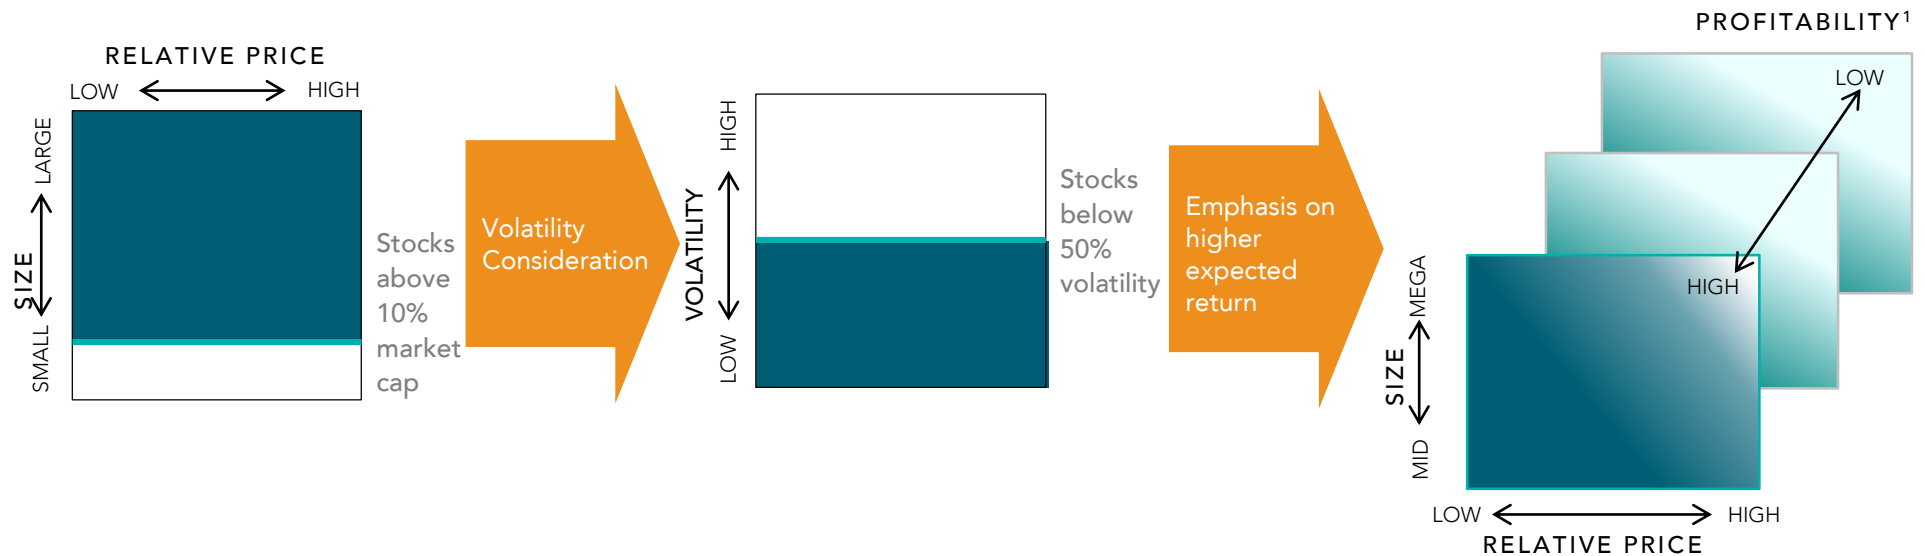 RELATIVE PRICE
LOW
HIGH
LARGE
SIZE
SMALL
Stocks
above
10%
market
cap
Volatility
Consideration
HIGH
VOLATILITY
LOW
Stocks
below
50%
volatility
Emphasis on
higher
expected
return
PROFITABILITY¹
LOW
HIGH
MEGA
SIZE
MID
LOW
HIGH
RELATIVE PRICE